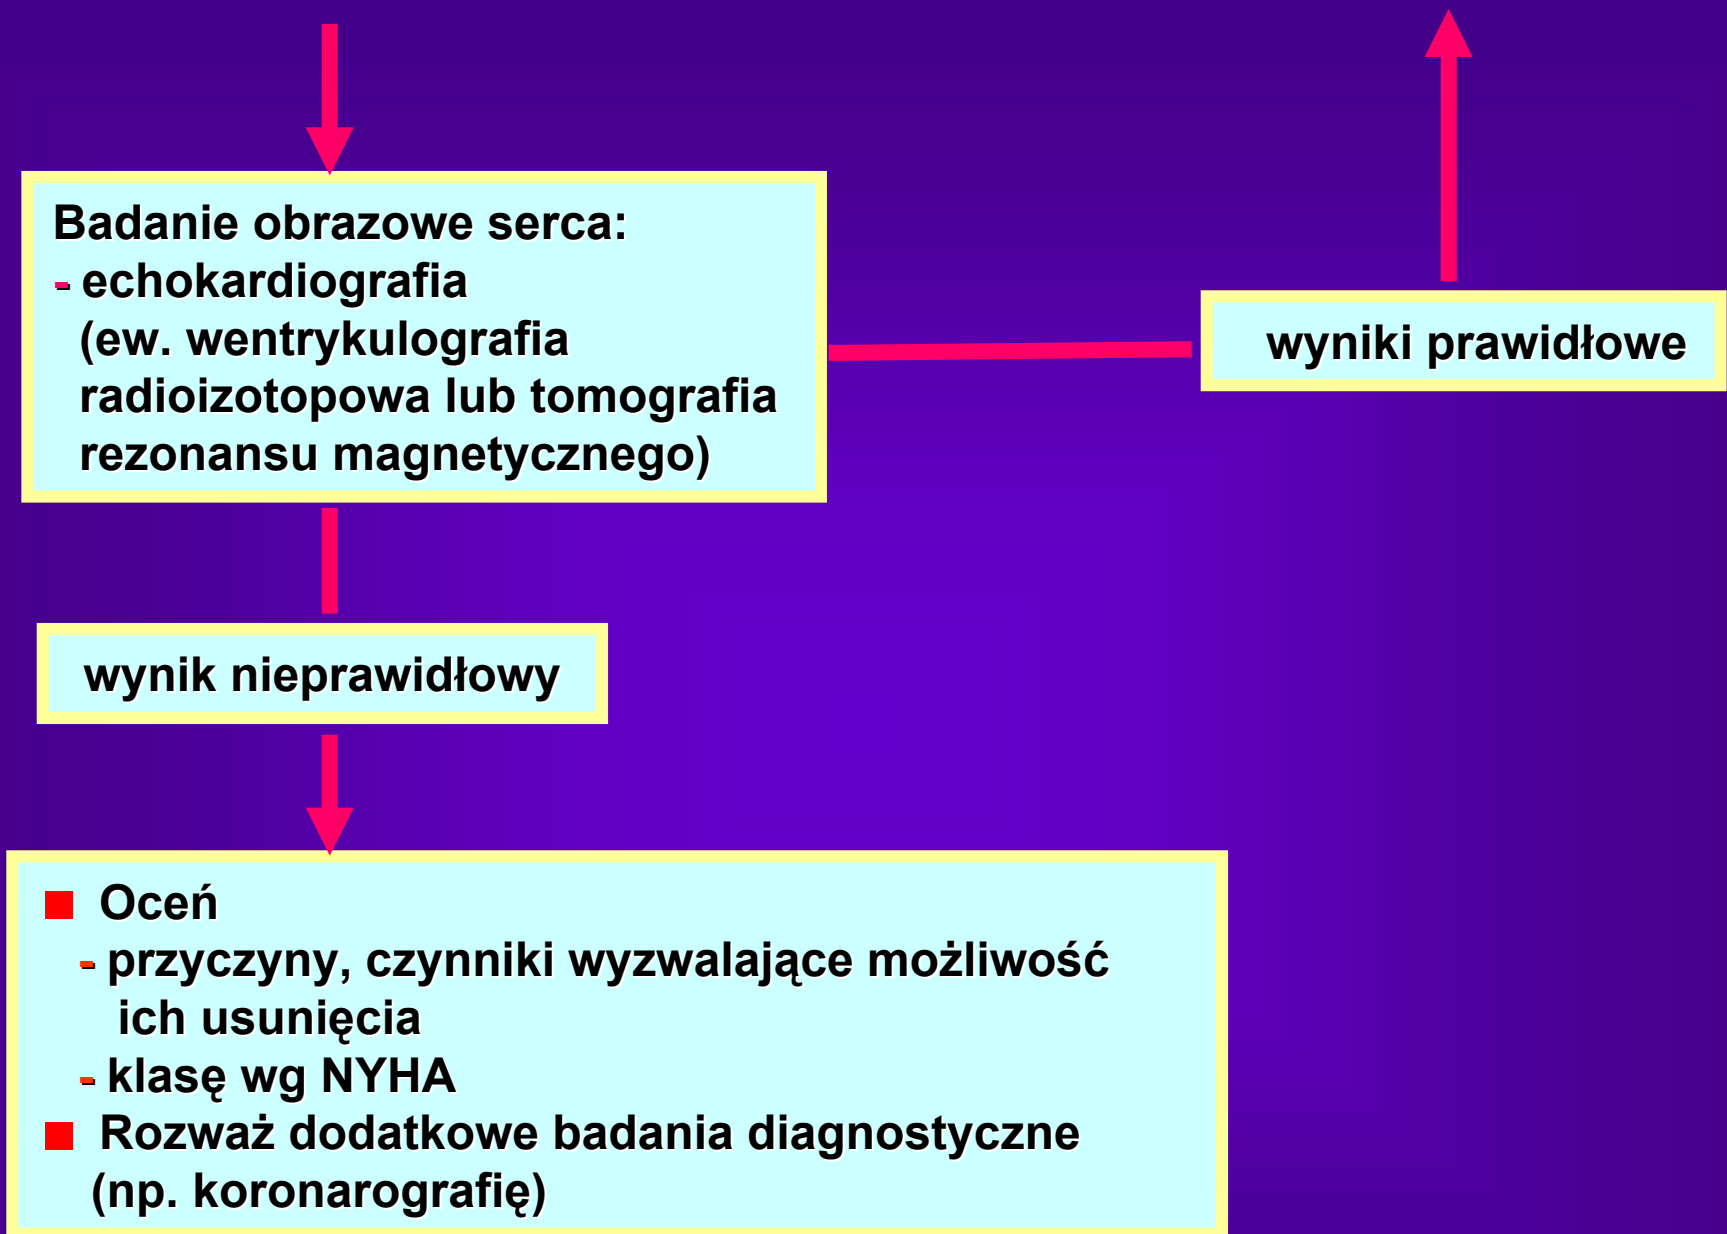 Badanie obrazowe serca:
- echokardiografia
(ew. wentrykulografia
radioizotopowa lub tomografia
rezonansu magnetycznego)
wyniki prawidłowe
wynik nieprawidłowy
Oceń
- przyczyny, czynniki wyzwalające możliwość
ich usunięcia
- klasę wg NYHA
Rozważ dodatkowe badania diagnostyczne
(np. koronarografię)